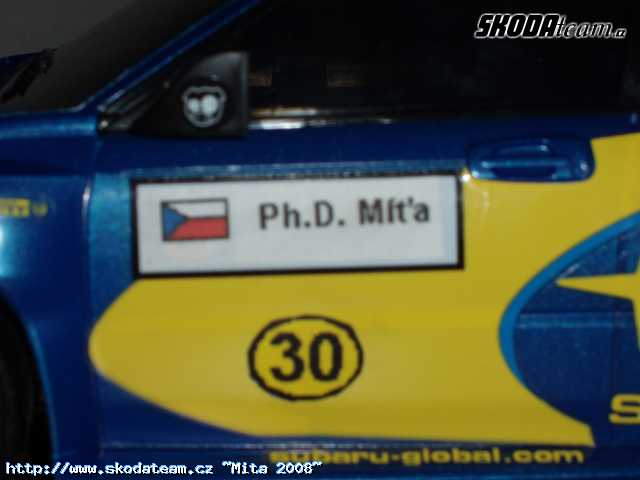 SKODAteam.cz
Ph.D. Mít'a
30
S
subaru-global.com
http://www.skodateam.cz ~Mita 2008~